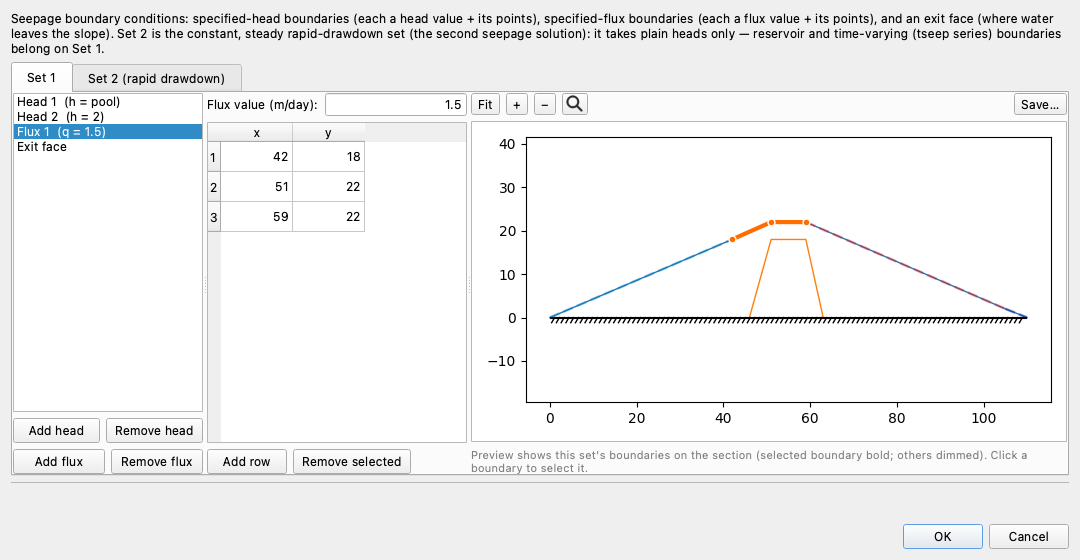 Seepage boundary conditions: specified-head boundaries (each a head value + its points), specified-flux boundaries (each a flux value + its points), and an exit face (where water
leaves the slope). Set 2 is the constant, steady rapid-drawdown set (the second seepage solution): it takes plain heads only — reservoir and time-varying (tseep series) boundaries
belong on Set 1.
Set 1
Set 2 (rapid drawdown)
Head 1 (h = pool)
Head 2 (h = 2)
Flux 1 (q = 1.5)
Exit face
Flux value (m/day):
1.5
x y
1 42 18
2 51 22
3 59 22
Fit
+
−
Save...
40
30
20
10
0
−10
0 20 40 60 80 100
Add head
Remove head
Add flux
Remove flux
Add row
Remove selected
Preview shows this set's boundaries on the section (selected boundary bold; others dimmed). Click a
boundary to select it.
OK
Cancel